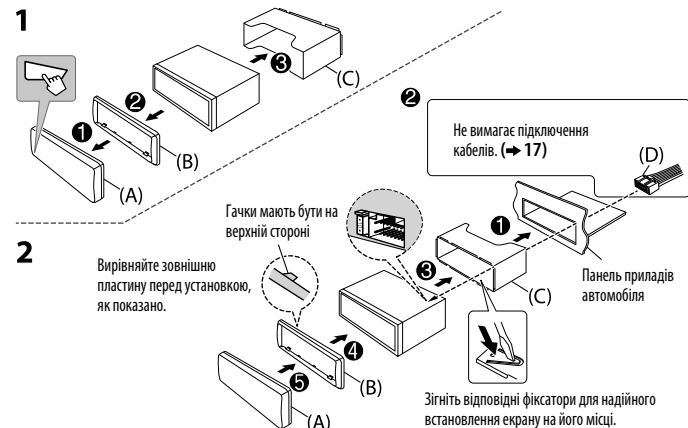 1
❸
(C)
❷
(B)
❶
(A)
❷
Не вимагає підключення
кабелів. (➜ 17)
(D)
2
Гачки мають бути на
верхній стороні
Вирівняйте зовнішню
пластину перед установкою,
як показано.
❶
❸
(C)
Панель приладів
автомобіля
❹
(B)
❺
(A)
Зігніть відповідні фіксатори для надійного
встановлення екрану на його місці.